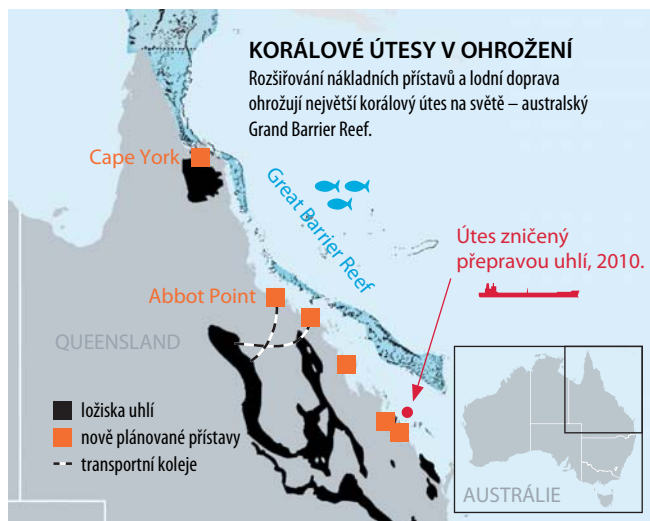 KORÁLOVÉ ÚTESY V OHROŽENÍ
Rozšiřování nákladních přístavů a lodní doprava
ohrožují největší korálový útes na světě – australský
Grand Barrier Reef.
Cape York
Great Barrier Reef
Útes zničený
přepravou uhlí, 2010.
Abbot Point
QUEENSLAND
ložiska uhlí
nově plánované přístavy
transportní koleje
AUSTRÁLIE